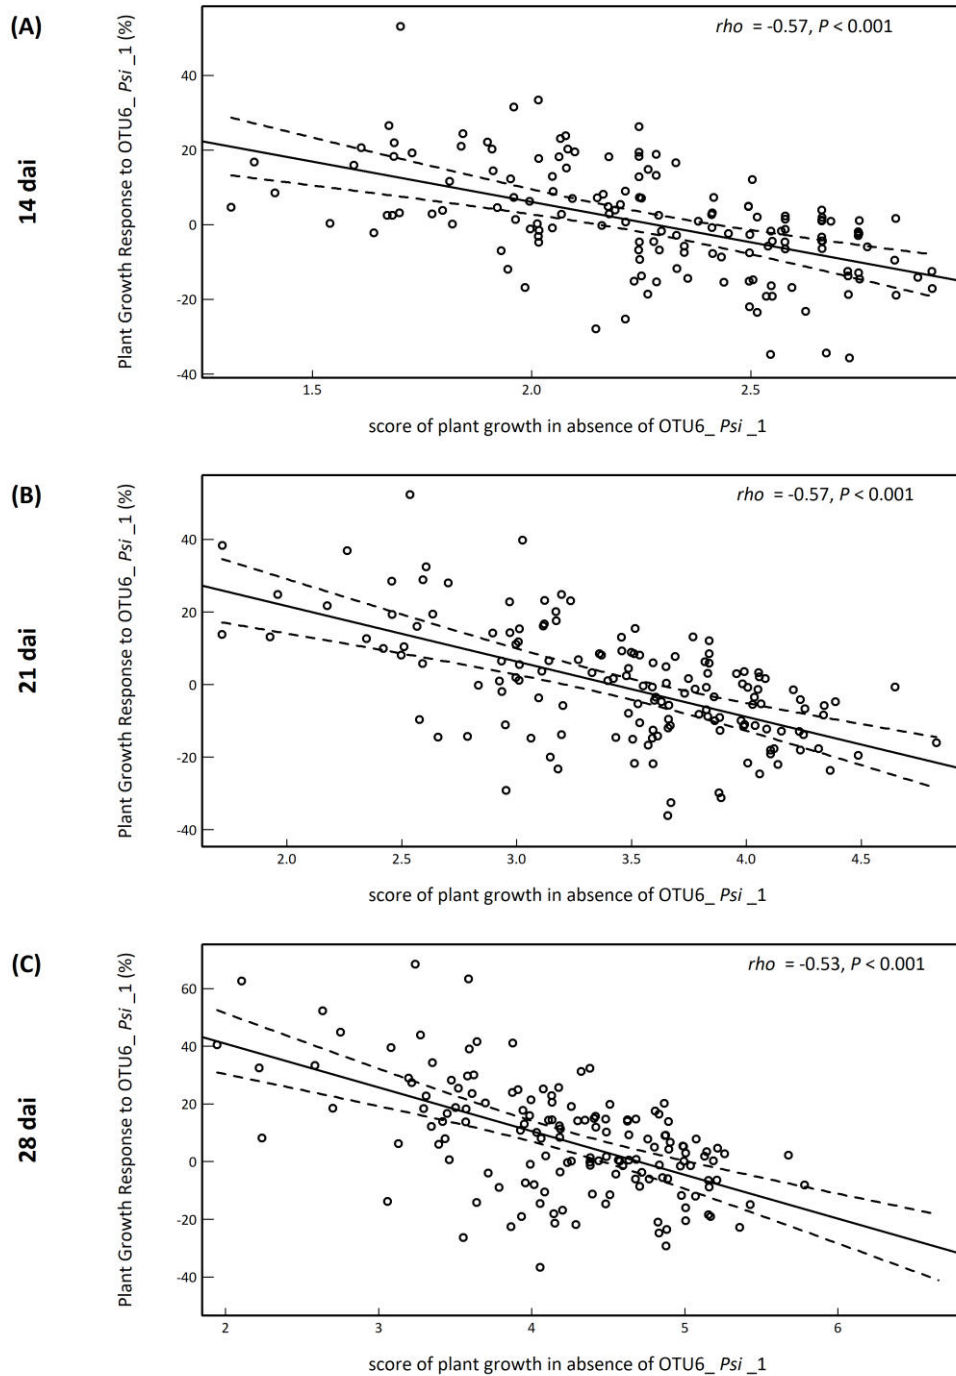 (A)
rho = -0.57, P < 0.001
14 dai
Plant Growth Response to OTU6_ Psi _1 (%)
40
20
0
-20
-40
1.5 2.0 2.5
score of plant growth in absence of OTU6_ Psi _1
(B)
rho = -0.57, P < 0.001
21 dai
Plant Growth Response to OTU6_ Psi _1 (%)
40
20
0
-20
-40
2.0 2.5 3.0 3.5 4.0 4.5
score of plant growth in absence of OTU6_ Psi _1
(C)
rho = -0.53, P < 0.001
28 dai
Plant Growth Response to OTU6_ Psi _1 (%)
60
40
20
0
-20
-40
2 3 4 5 6
score of plant growth in absence of OTU6_ Psi _1